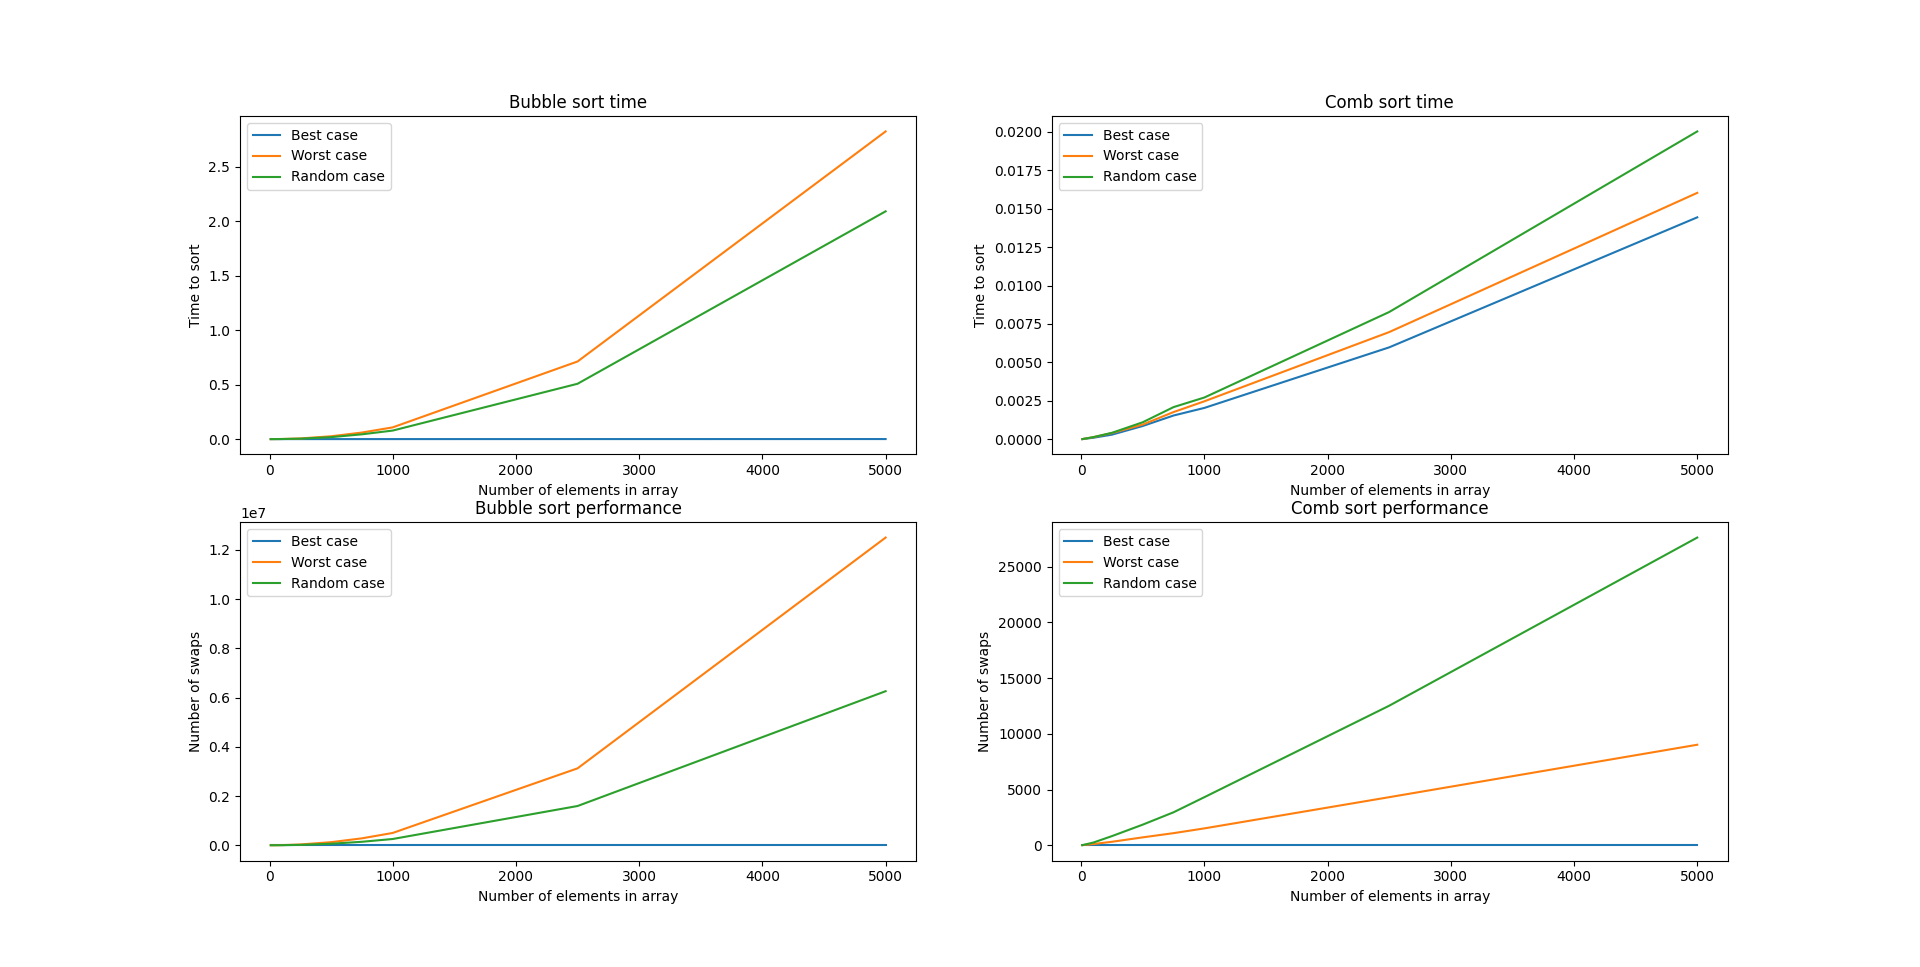 Bubble sort time
Best case
Worst case
Random case
Time to sort
2.5
2.0
1.5
1.0
0.5
0.0
0
1000
2000
3000
4000
5000
Number of elements in array
Comb sort time
Best case
Worst case
Random case
Time to sort
0.0200
0.0175
0.0150
0.0125
0.0100
0.0075
0.0050
0.0025
0.0000
0
1000
2000
3000
4000
5000
Number of elements in array
Bubble sort performance
1e7
Best case
Worst case
Random case
Number of swaps
1.2
1.0
0.8
0.6
0.4
0.2
0.0
0
1000
2000
3000
4000
5000
Number of elements in array
Comb sort performance
Best case
Worst case
Random case
Number of swaps
25000
20000
15000
10000
5000
0
0
1000
2000
3000
4000
5000
Number of elements in array